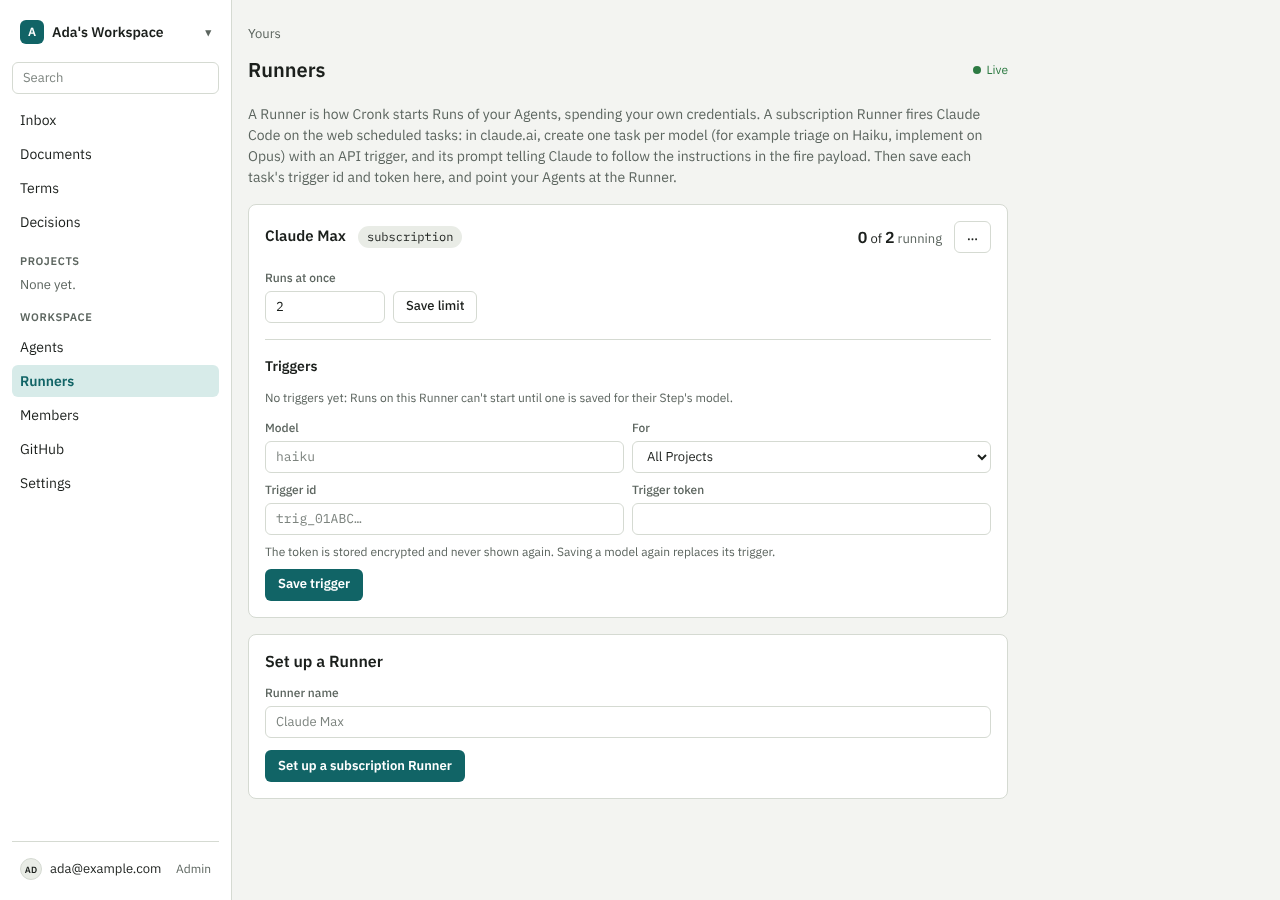 A Ada's Workspace ▾
Search
Inbox
Documents
Terms
Decisions
PROJECTS
None yet.
WORKSPACE
Agents
Runners
Members
GitHub
Settings
AD ada@example.com Admin
Yours
Runners
Live
A Runner is how Cronk starts Runs of your Agents, spending your own credentials. A subscription Runner fires Claude
Code on the web scheduled tasks: in claude.ai, create one task per model (for example triage on Haiku, implement on
Opus) with an API trigger, and its prompt telling Claude to follow the instructions in the fire payload. Then save each
task's trigger id and token here, and point your Agents at the Runner.
Claude Max subscription
0 of 2 running …
Runs at once
2 Save limit
Triggers
No triggers yet: Runs on this Runner can't start until one is saved for their Step's model.
Model For
haiku All Projects
Trigger id Trigger token
trig_01ABC…
The token is stored encrypted and never shown again. Saving a model again replaces its trigger.
Save trigger
Set up a Runner
Runner name
Claude Max
Set up a subscription Runner